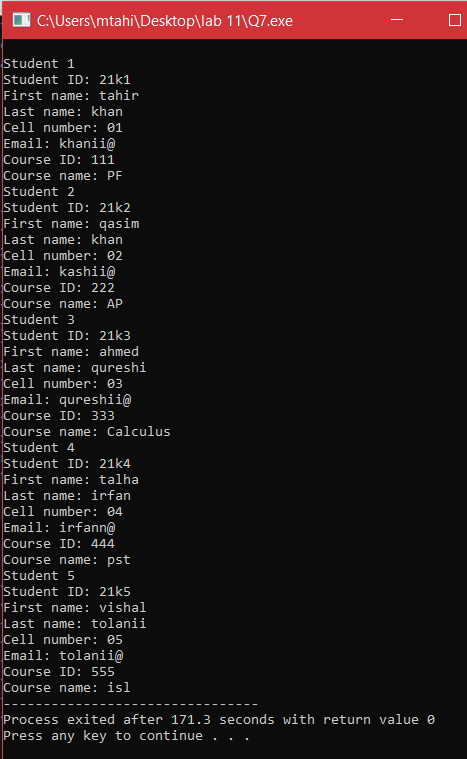 C:\Users\mtahi\Desktop\lab 11\Q7.exe
Student 1
Student ID: 21k1
First name: tahir
Last name: khan
Cell number: 01
Email: khanii@
Course ID: 111
Course name: PF
Student 2
Student ID: 21k2
First name: qasim
Last name: khan
Cell number: 02
Email: kashii@
Course ID: 222
Course name: AP
Student 3
Student ID: 21k3
First name: ahmed
Last name: qureshi
Cell number: 03
Email: qureshii@
Course ID: 333
Course name: Calculus
Student 4
Student ID: 21k4
First name: talha
Last name: irfan
Cell number: 04
Email: irfann@
Course ID: 444
Course name: pst
Student 5
Student ID: 21k5
First name: vishal
Last name: tolanii
Cell number: 05
Email: tolanii@
Course ID: 555
Course name: isl
--------------------------------
Process exited after 171.3 seconds with return value 0
Press any key to continue . . .